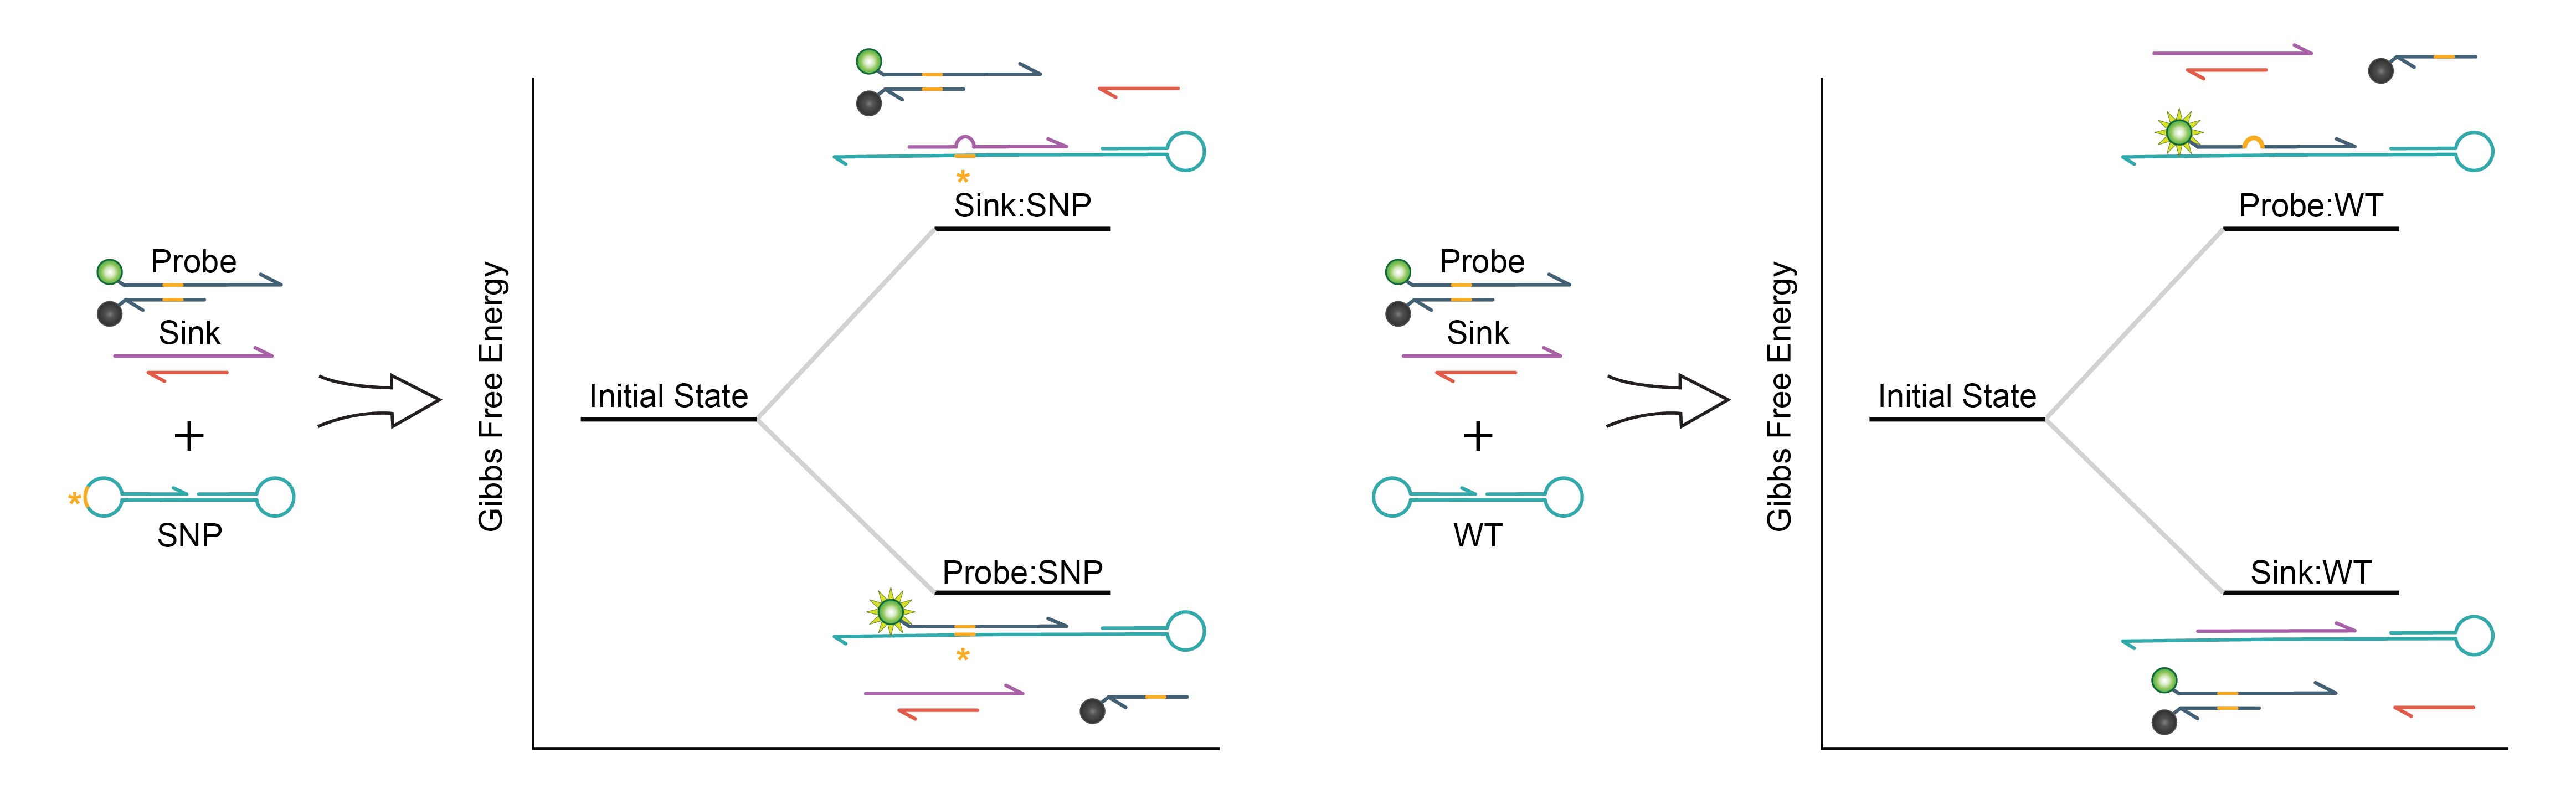 Probe
Sink
+
*
SNP
Gibbs Free Energy
Initial State
*
Sink:SNP
Probe:SNP
*
Probe
Sink
+
WT
Gibbs Free Energy
Initial State
Probe:WT
Sink:WT